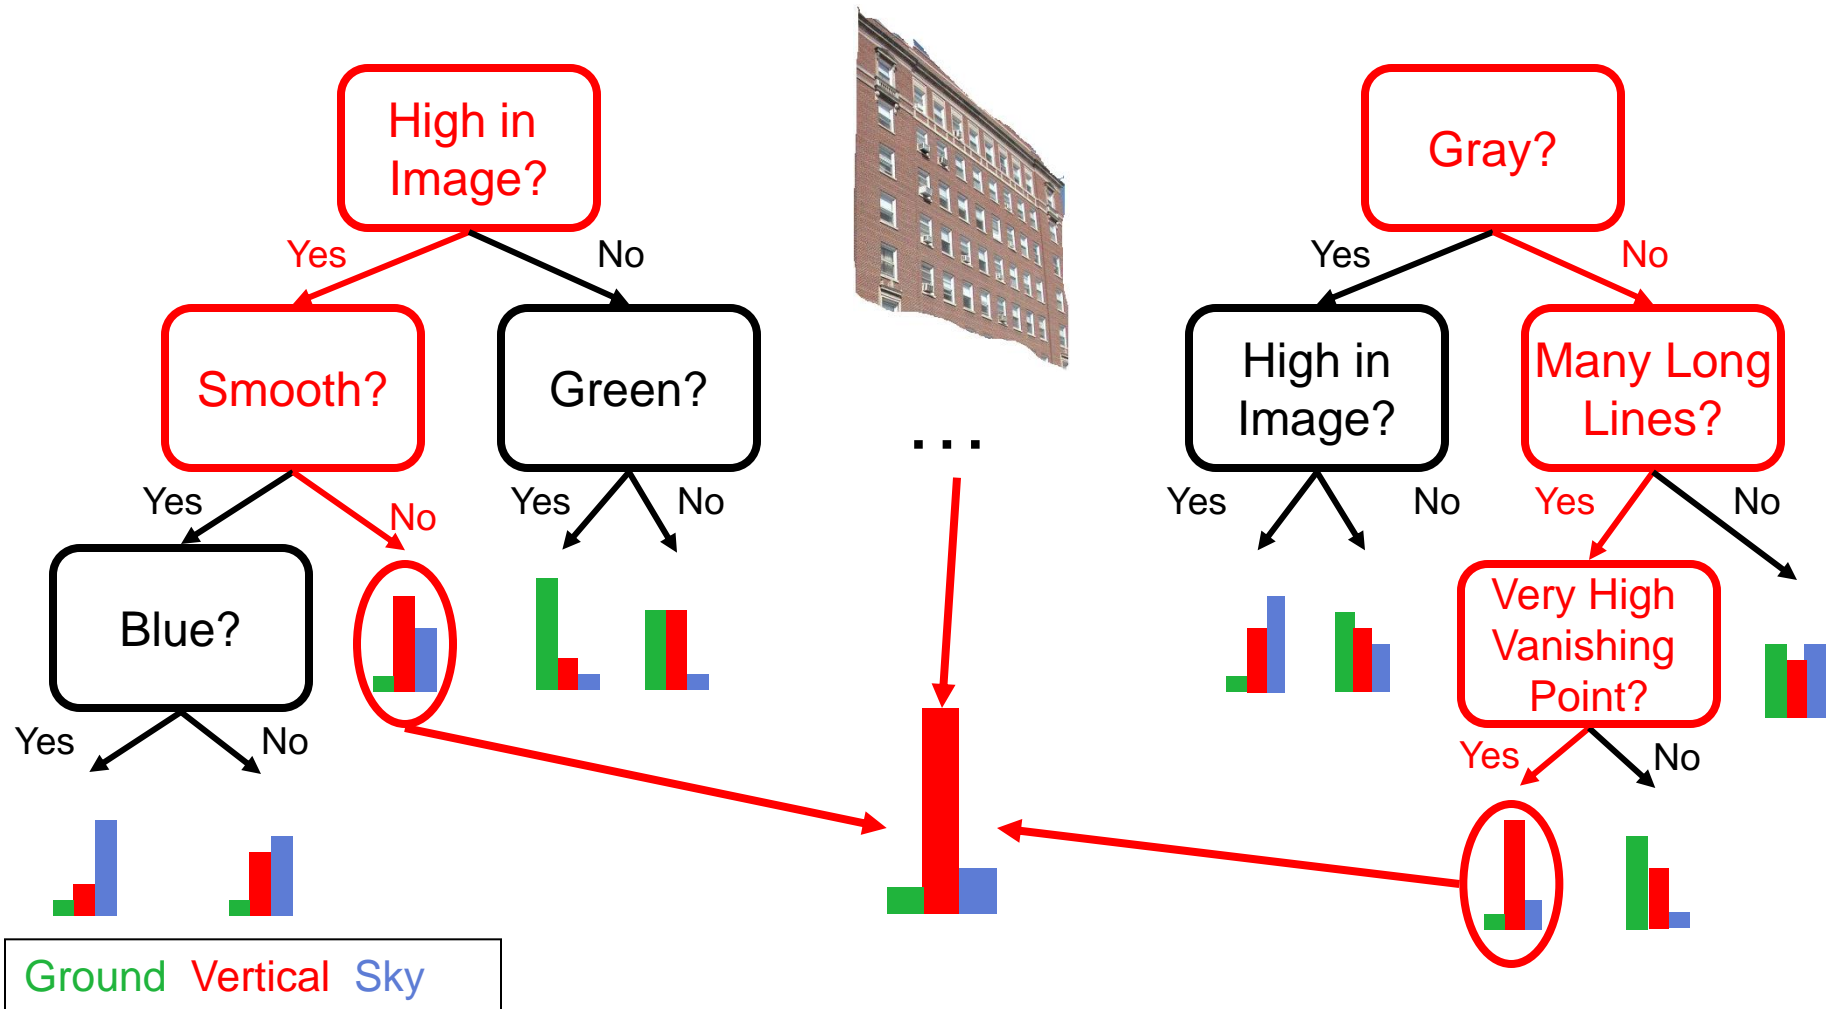 High in
Image?
Yes
No
Smooth?
Green?
Yes
No
Yes
No
Blue?
Yes
No
Ground Vertical Sky
...
Gray?
Yes
No
High in
Image?
Many Long
Lines?
Yes
No
Yes
No
Very High
Vanishing
Point?
Yes
No